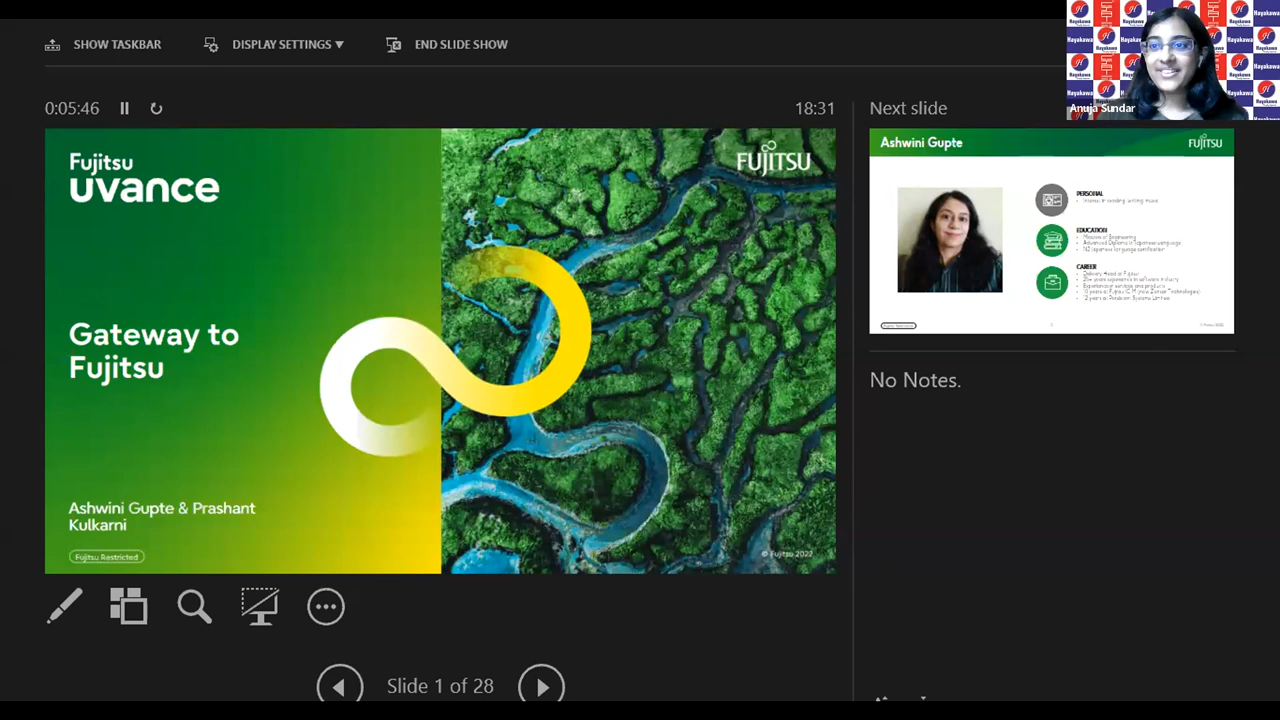 SHOW TASKBAR
DISPLAY SETTINGS ▼
END SLIDE SHOW
Hayakawa
Anuja Sundar
0:05:46
18:31
Next slide
Fujitsu
uvance
FUJITSU
Gateway to
Fujitsu
Ashwini Gupte & Prashant
Kulkarni
Fujitsu Restricted
© Fujitsu 2022
Ashwini Gupte
FUJITSU
PERSONAL
EDUCATION
CAREER
No Notes.
Slide 1 of 28